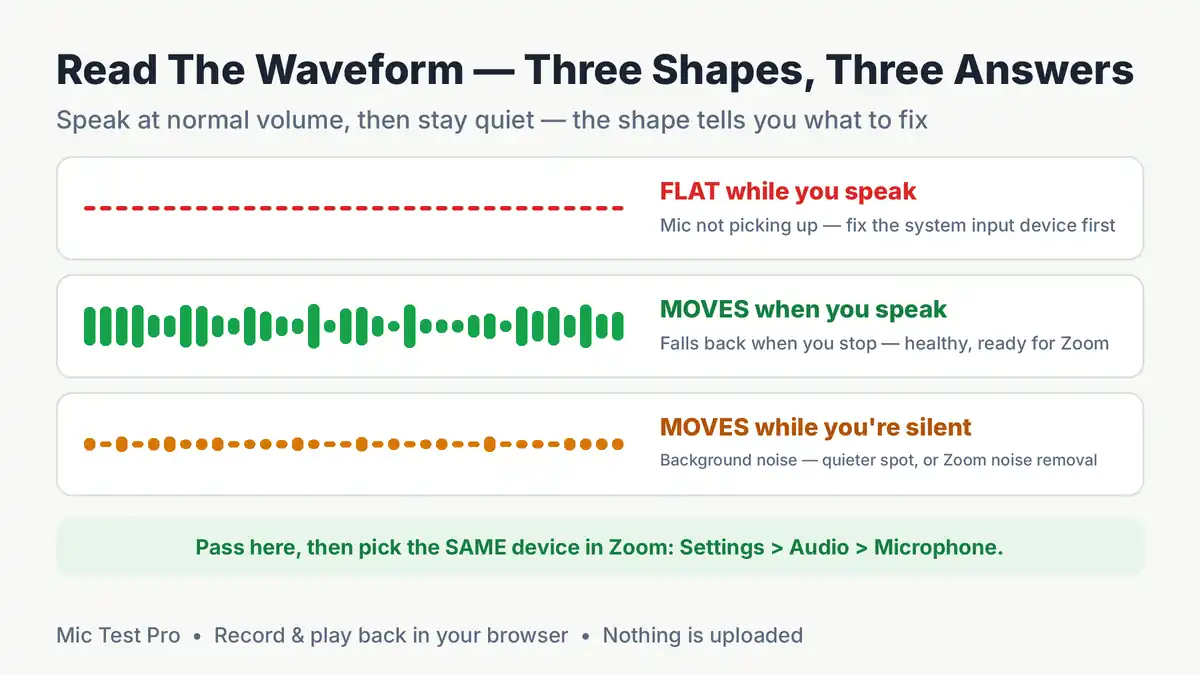 Read The Waveform — Three Shapes, Three Answers
Speak at normal volume, then stay quiet — the shape tells you what to fix
FLAT while you speak
Mic not picking up — fix the system input device first
MOVES when you speak
Falls back when you stop — healthy, ready for Zoom
MOVES while you're silent
Background noise — quieter spot, or Zoom noise removal
Pass here, then pick the SAME device in Zoom: Settings > Audio > Microphone.
Mic Test Pro • Record & play back in your browser • Nothing is uploaded